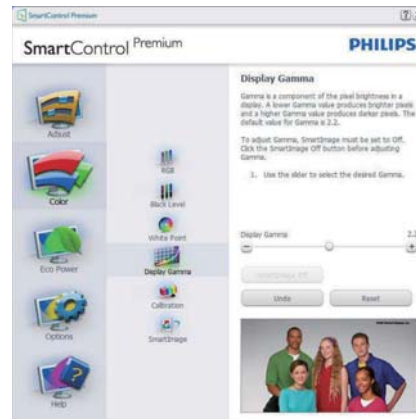 SmartControl Premium
SmartControl Premium
PHILIPS
Adjust
Color
Eco Power
Options
Help
RGB
Black Level
White Point
Display Gamma
Calibration
SmartImage
Display Gamma
Gamma is a component of the pixel brightness in a
display. A lower Gamma value produces brighter pixels
and a higher Gamma value produces darker pixels. The
default value for Gamma is 2.2.
To adjust Gamma, SmartImage must be set to Off.
Click the SmartImage Off button before adjusting
Gamma.
1. Use the slider to select the desired Gamma.
Display Gamma 2.2
SmartImage Off
Undo Reset